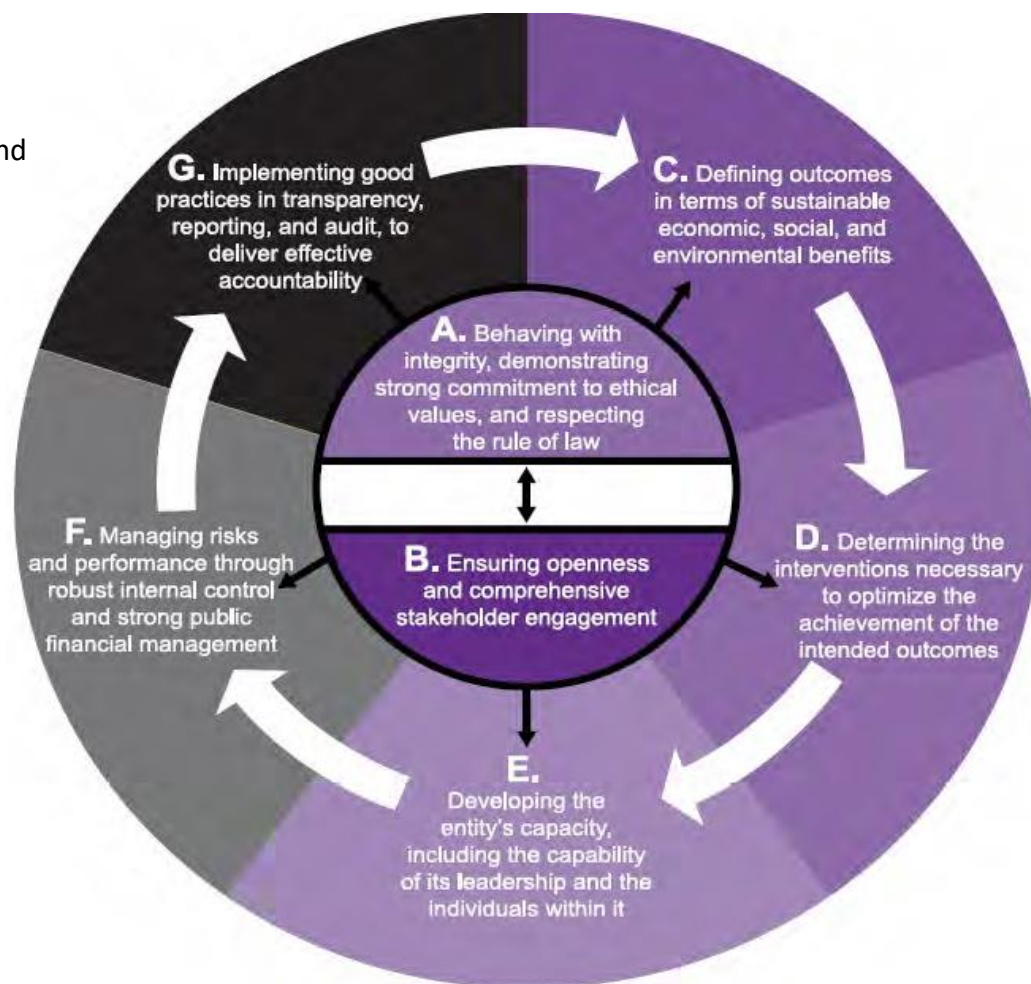 nd
G. Implementing good
practices in transparency,
reporting, and audit, to
deliver effective
accountability
C. Defining outcomes
in terms of sustainable
economic, social, and
environmental benefits
A. Behaving with
integrity, demonstrating
strong commitment to ethical
values, and respecting
the rule of law
B. Ensuring openness
and comprehensive
stakeholder engagement
D. Determining the
interventions necessary
to optimize the
achievement of the
intended outcomes
E.
Developing the
entity's capacity,
including the capability
of its leadership and the
individuals within it
F. Managing risks
and performance through
robust internal control
and strong public
financial management